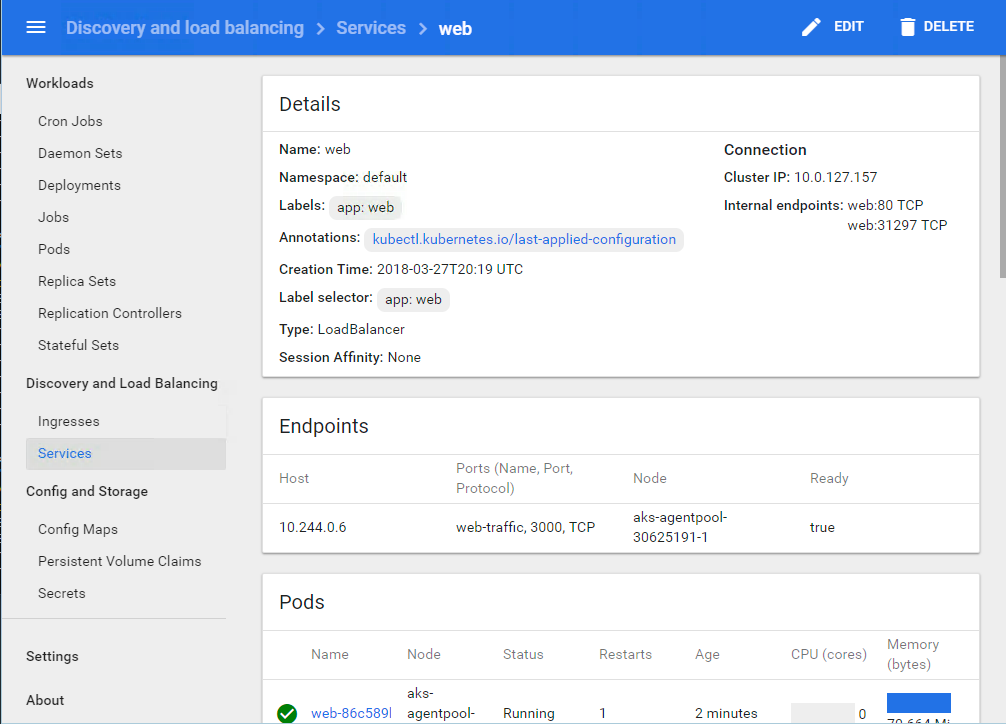 Discovery and load balancing > Services > web
EDIT
DELETE
Workloads
Cron Jobs
Daemon Sets
Deployments
Jobs
Pods
Replica Sets
Replication Controllers
Stateful Sets
Discovery and Load Balancing
Ingresses
Services
Config and Storage
Config Maps
Persistent Volume Claims
Secrets
Settings
About
Details
Name: web
Namespace: default
Labels: app: web
Annotations: kubectl.kubernetes.io/last-applied-configuration
Creation Time: 2018-03-27T20:19 UTC
Label selector: app: web
Type: LoadBalancer
Session Affinity: None
Connection
Cluster IP: 10.0.127.157
Internal endpoints: web:80 TCP
web:31297 TCP
Endpoints
Host
Ports (Name, Port,
Protocol)
Node
Ready
10.244.0.6
web-traffic, 3000, TCP
aks-agentpool-
30625191-1
true
Pods
Name
Node
Status
Restarts
Age
CPU (cores)
Memory
(bytes)
web-86c589
aks-
agentpool-
Running
1
2 minutes
0